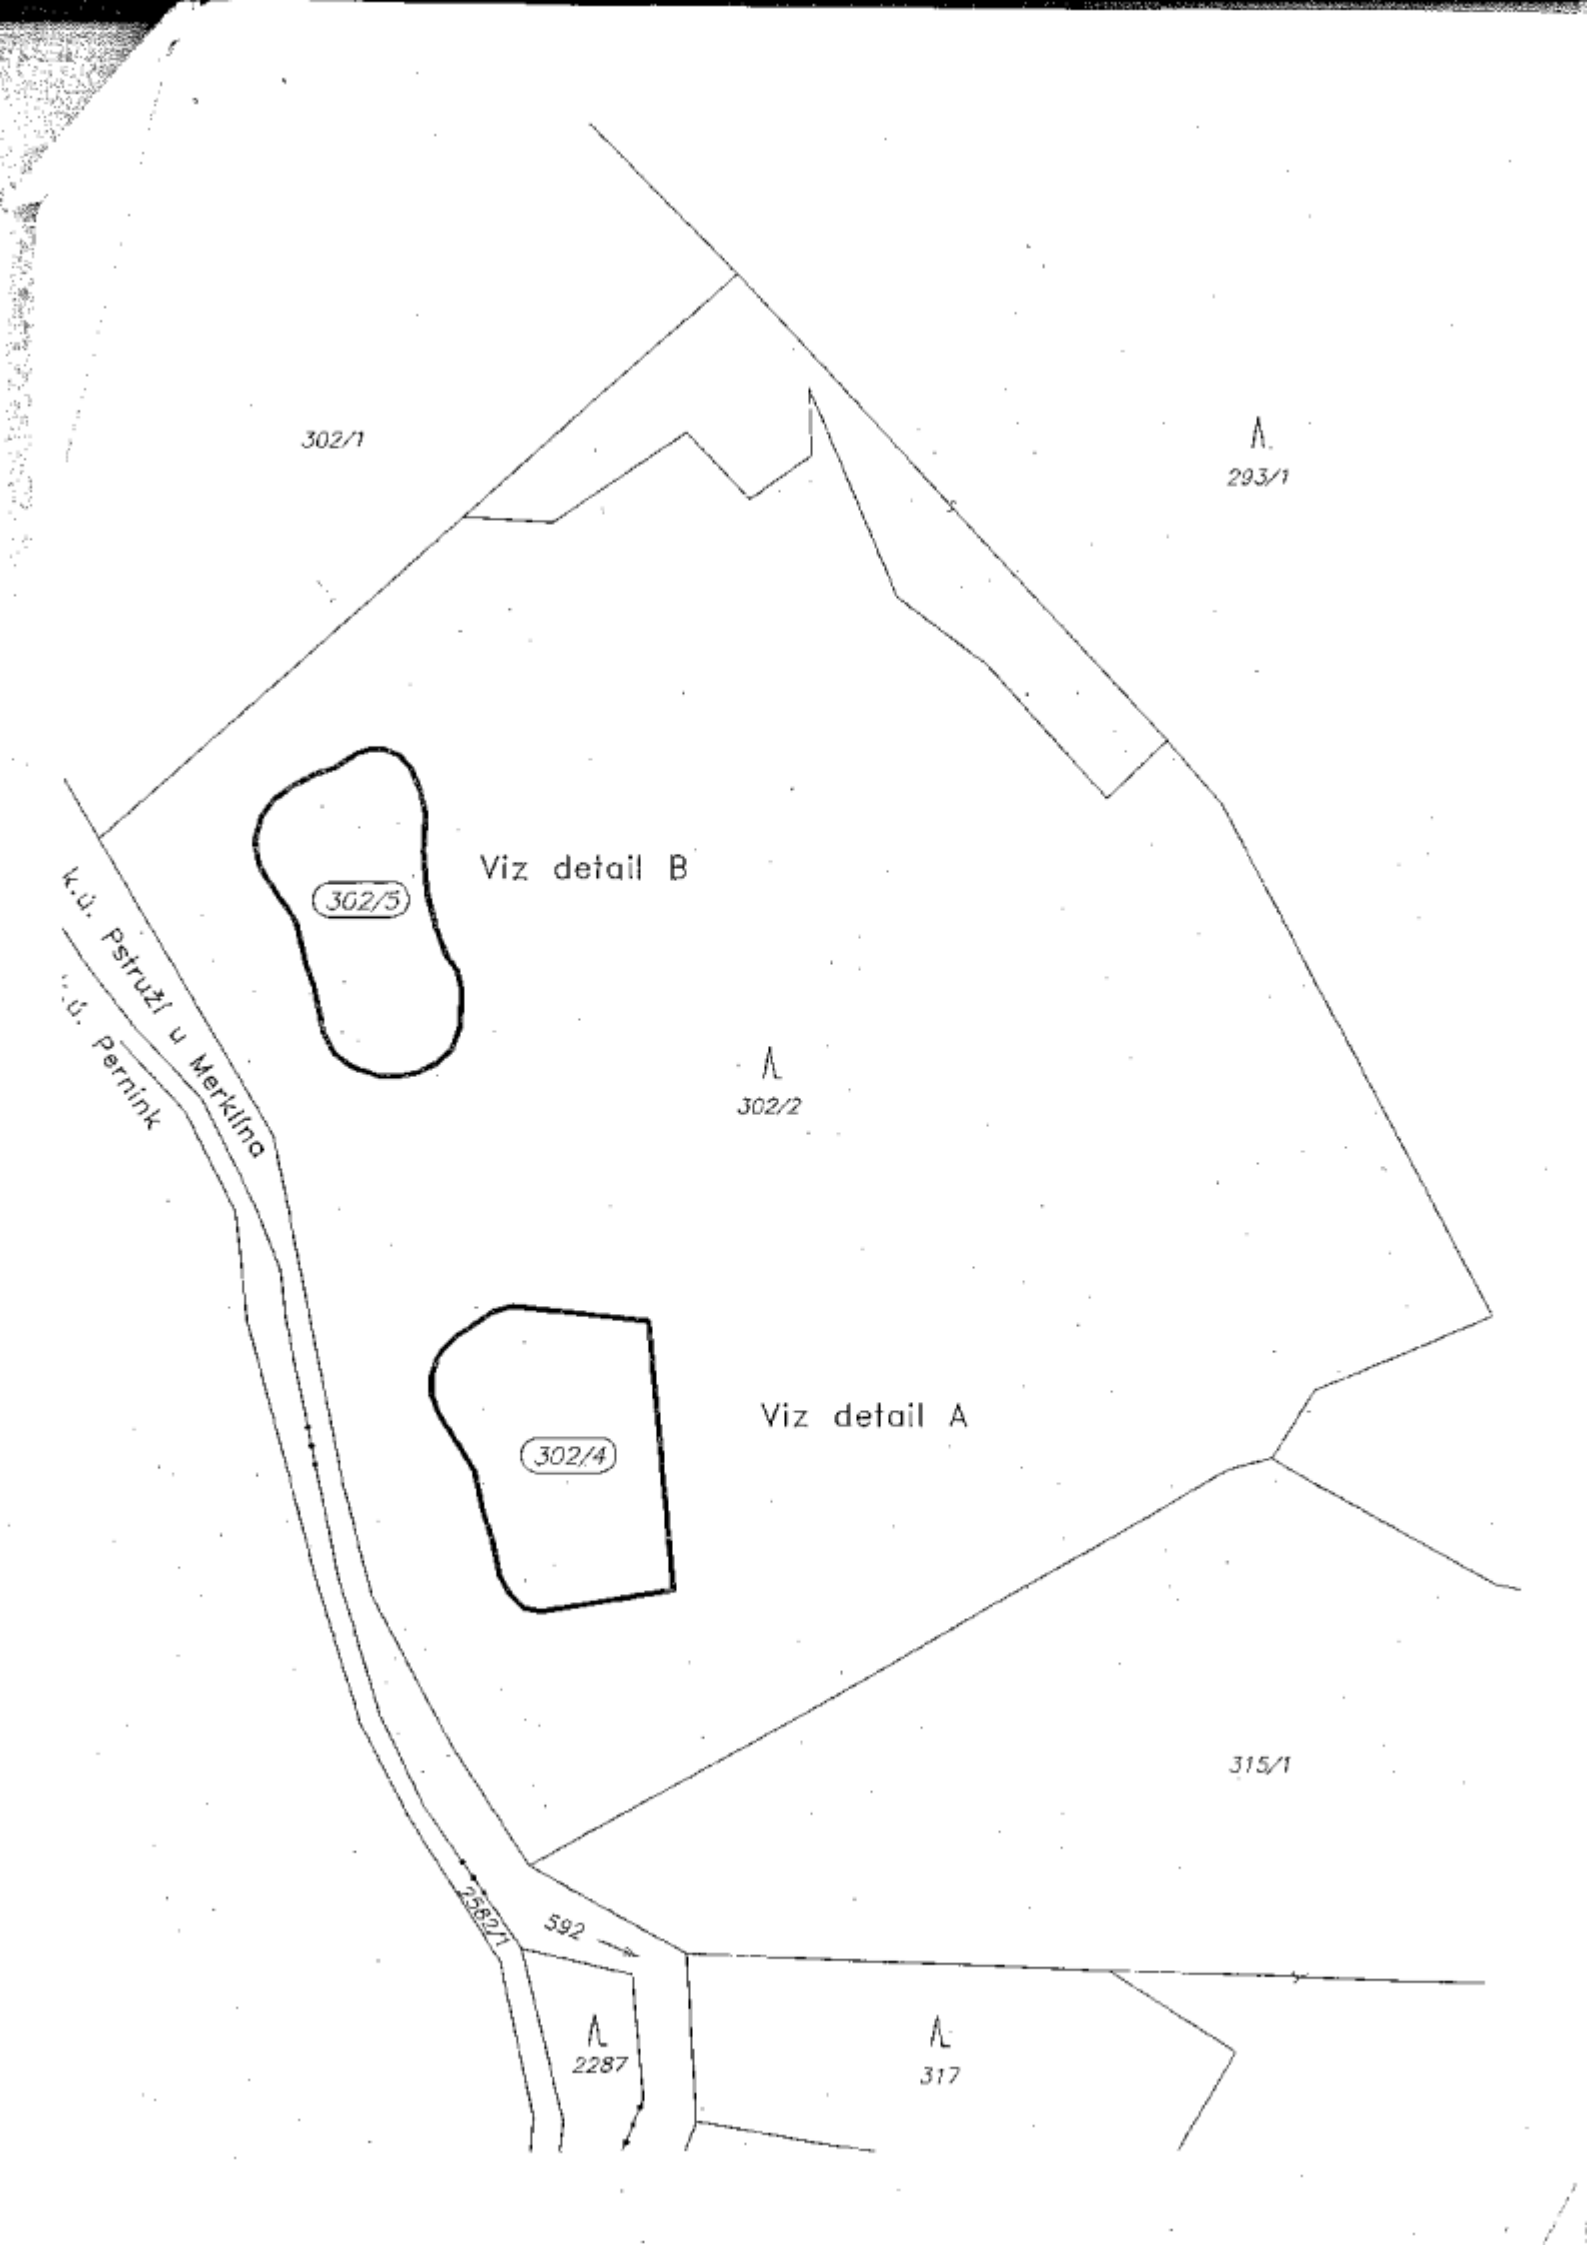 302/1
293/1
Viz detail B
302/5
k.ú. Pstruží u Merklína
.ú. Pernink
302/2
Viz detail A
302/4
315/1
2582/1
592
2287
317